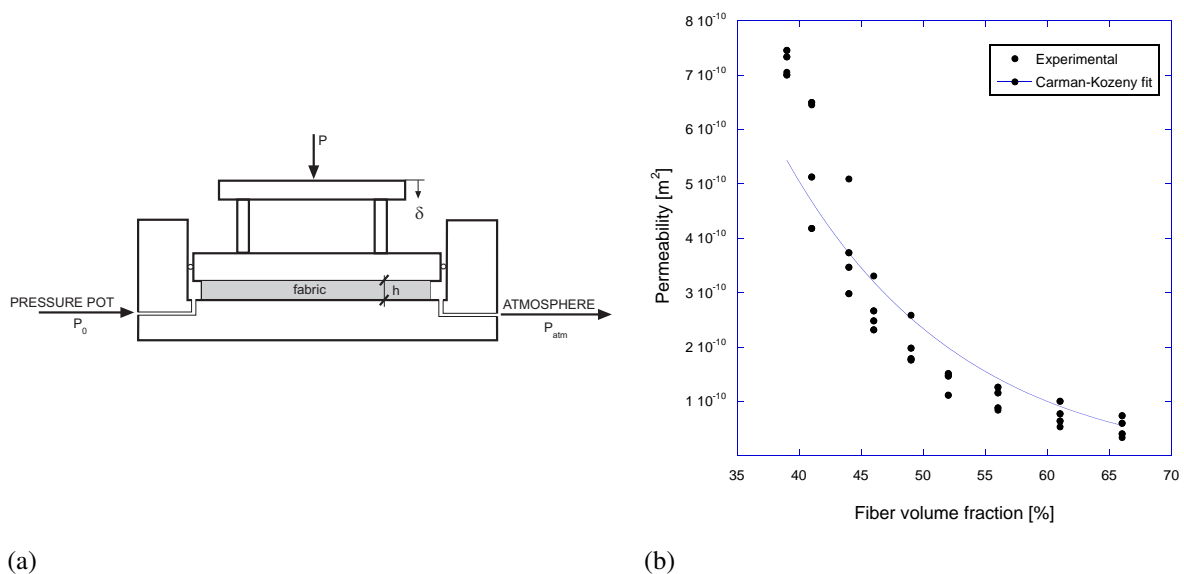 P
δ
fabric
h
PRESSURE POT
P0
ATMOSPHERE
Patm
(a)
8 10^-10
7 10^-10
6 10^-10
5 10^-10
4 10^-10
3 10^-10
2 10^-10
1 10^-10
Permeability [m^2]
Experimental
Carman-Kozeny fit
35 40 45 50 55 60 65 70
Fiber volume fraction [%]
(b)